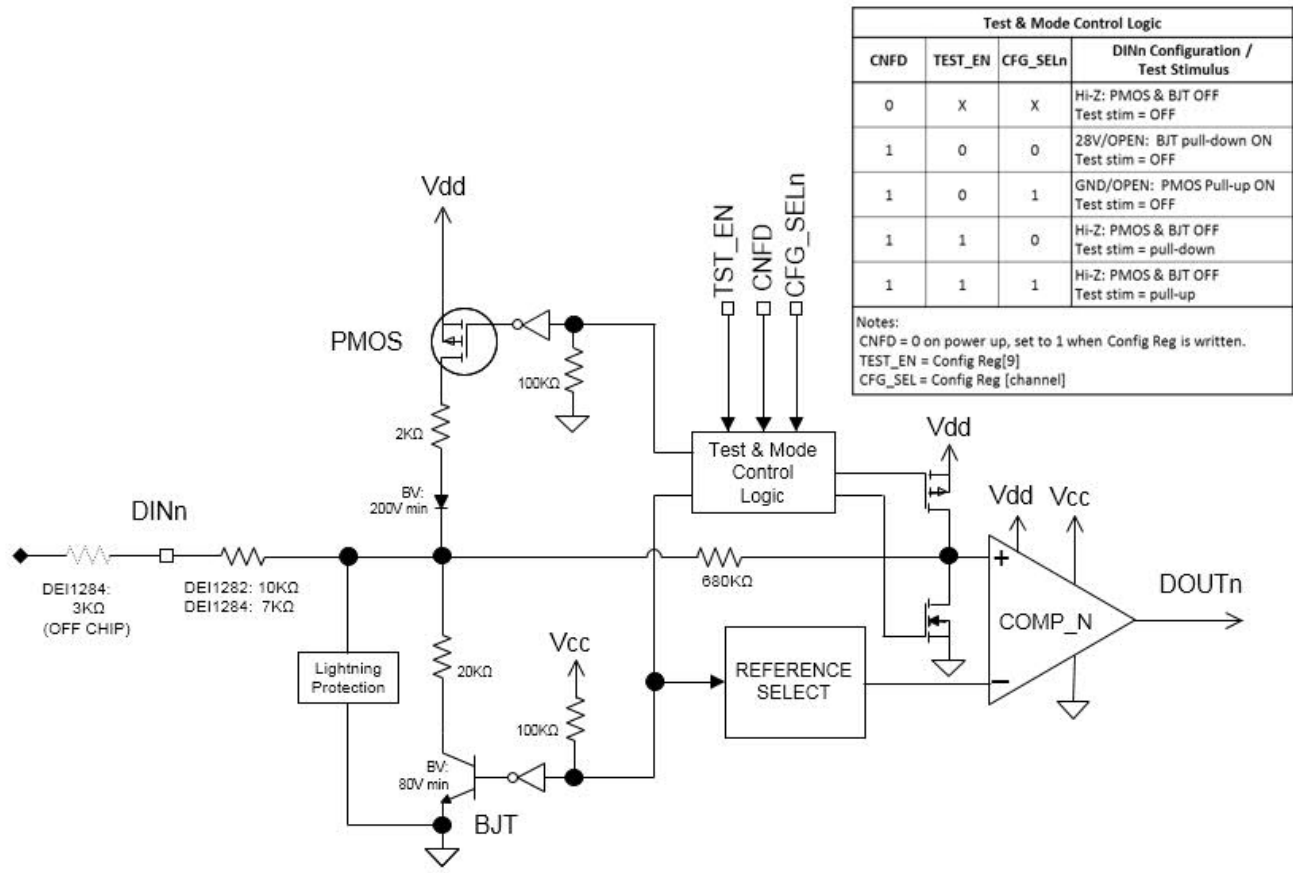 Test & Mode Control Logic
CNFD TEST_EN CFG_SELn DINn Configuration /
Test Stimulus
0 X X Hi-Z: PMOS & BJT OFF
Test stim = OFF
1 0 0 28V/OPEN: BJT pull-down ON
Test stim = OFF
1 0 1 GND/OPEN: PMOS Pull-up ON
Test stim = OFF
1 1 0 Hi-Z: PMOS & BJT OFF
Test stim = pull-down
1 1 1 Hi-Z: PMOS & BJT OFF
Test stim = pull-up
Notes:
CNFD = 0 on power up, set to 1 when Config Reg is written.
TEST_EN = Config Reg[9]
CFG_SEL = Config Reg [channel]
Vdd
TST_EN
CNFD
CFG_SELn
PMOS
100KΩ
2KΩ
Test & Mode
Control
Logic
Vdd
BV:
200V min
Vdd
Vcc
DINn
DEI1284:
3KΩ
(OFF CHIP)
DEI1282: 10KΩ
DEI1284: 7KΩ
680KΩ
+
COMP_N
–
DOUTn
Lightning
Protection
20KΩ
Vcc
100KΩ
REFERENCE
SELECT
BV:
80V min
BJT